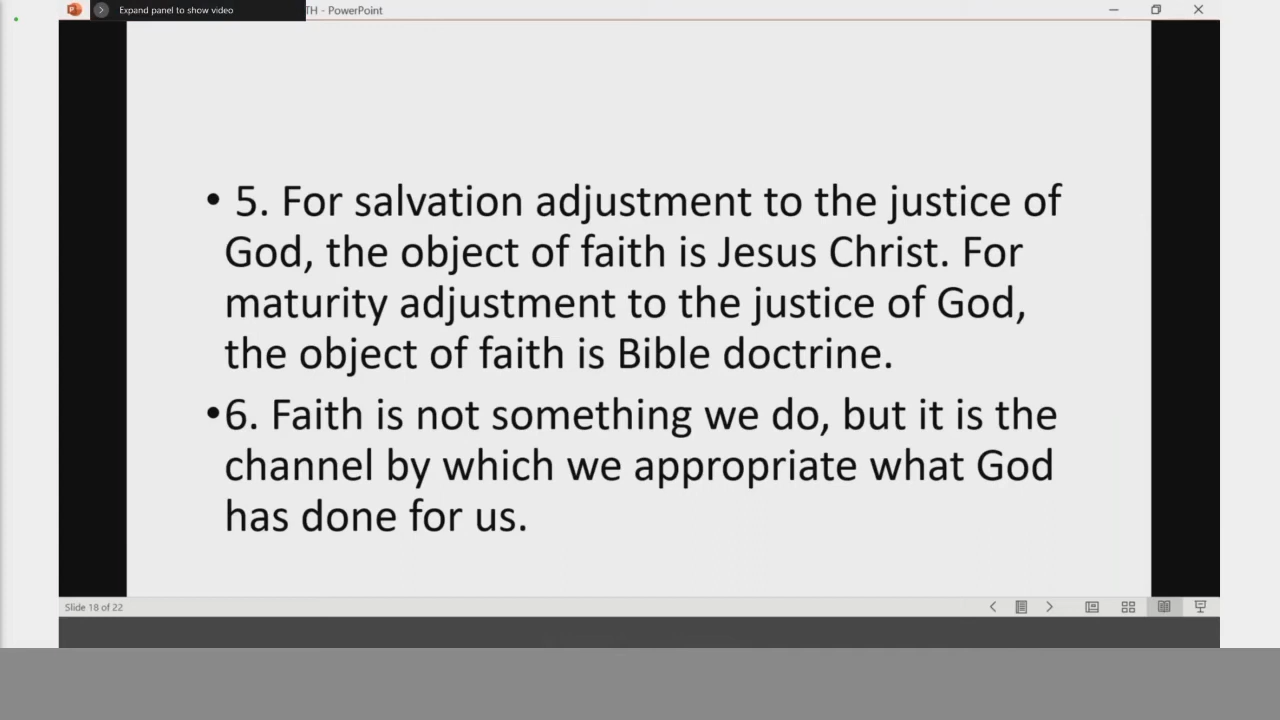 Expand panel to show video
TH - PowerPoint
• 5. For salvation adjustment to the justice of
God, the object of faith is Jesus Christ. For
maturity adjustment to the justice of God,
the object of faith is Bible doctrine.
•6. Faith is not something we do, but it is the
channel by which we appropriate what God
has done for us.
Slide 18 of 22